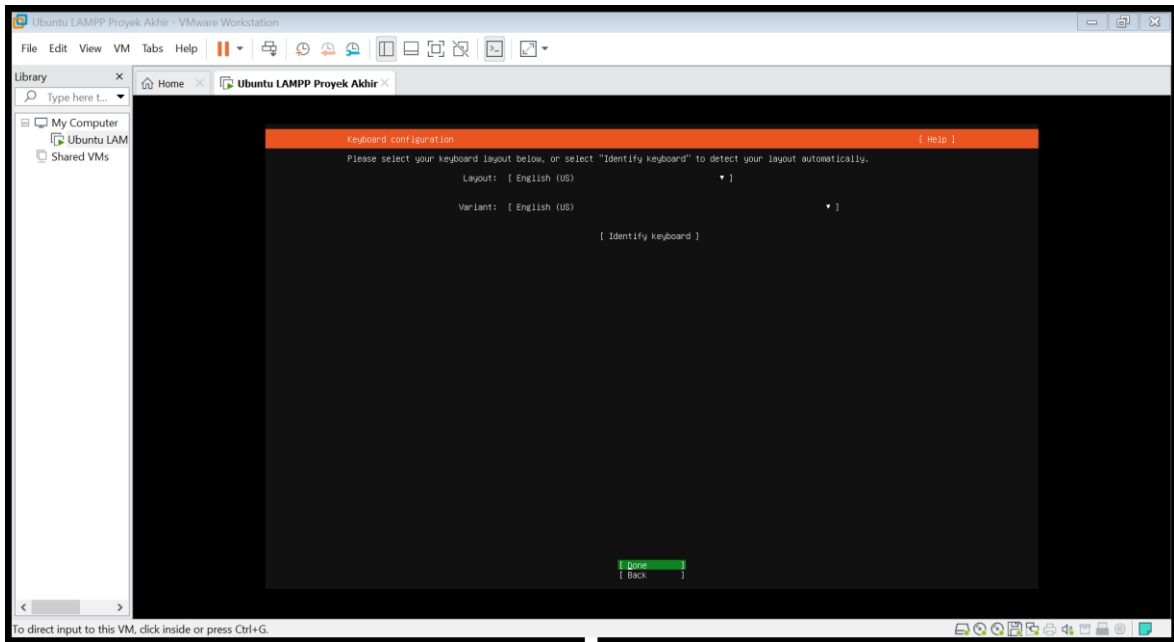 Ubuntu LAMPP Proyek Akhir - VMware Workstation
File Edit View VM Tabs Help
Library
Type here t...
My Computer
Ubuntu LAM
Shared VMs
Home
Ubuntu LAMPP Proyek Akhir
Keyboard configuration [ Help ]
Please select your keyboard layout below, or select "Identify keyboard" to detect your layout automatically.
Layout: [ English (US) ▾ ]
Variant: [ English (US) ▾ ]
[ Identify keyboard ]
[ Done ]
[ Back ]
To direct input to this VM, click inside or press Ctrl+G.